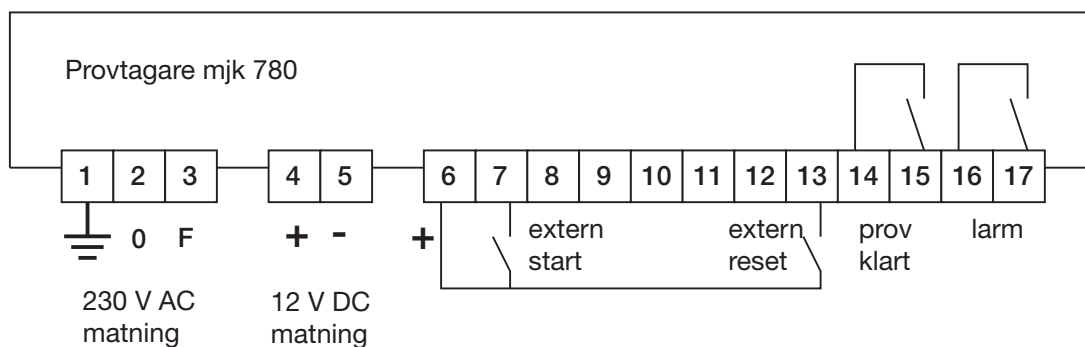 Provtagare mjk 780
1 2 3 4 5 6 7 8 9 10 11 12 13 14 15 16 17
0 F + - +
extern start
extern reset
prov klart
larm
230 V AC
matning
12 V DC
matning